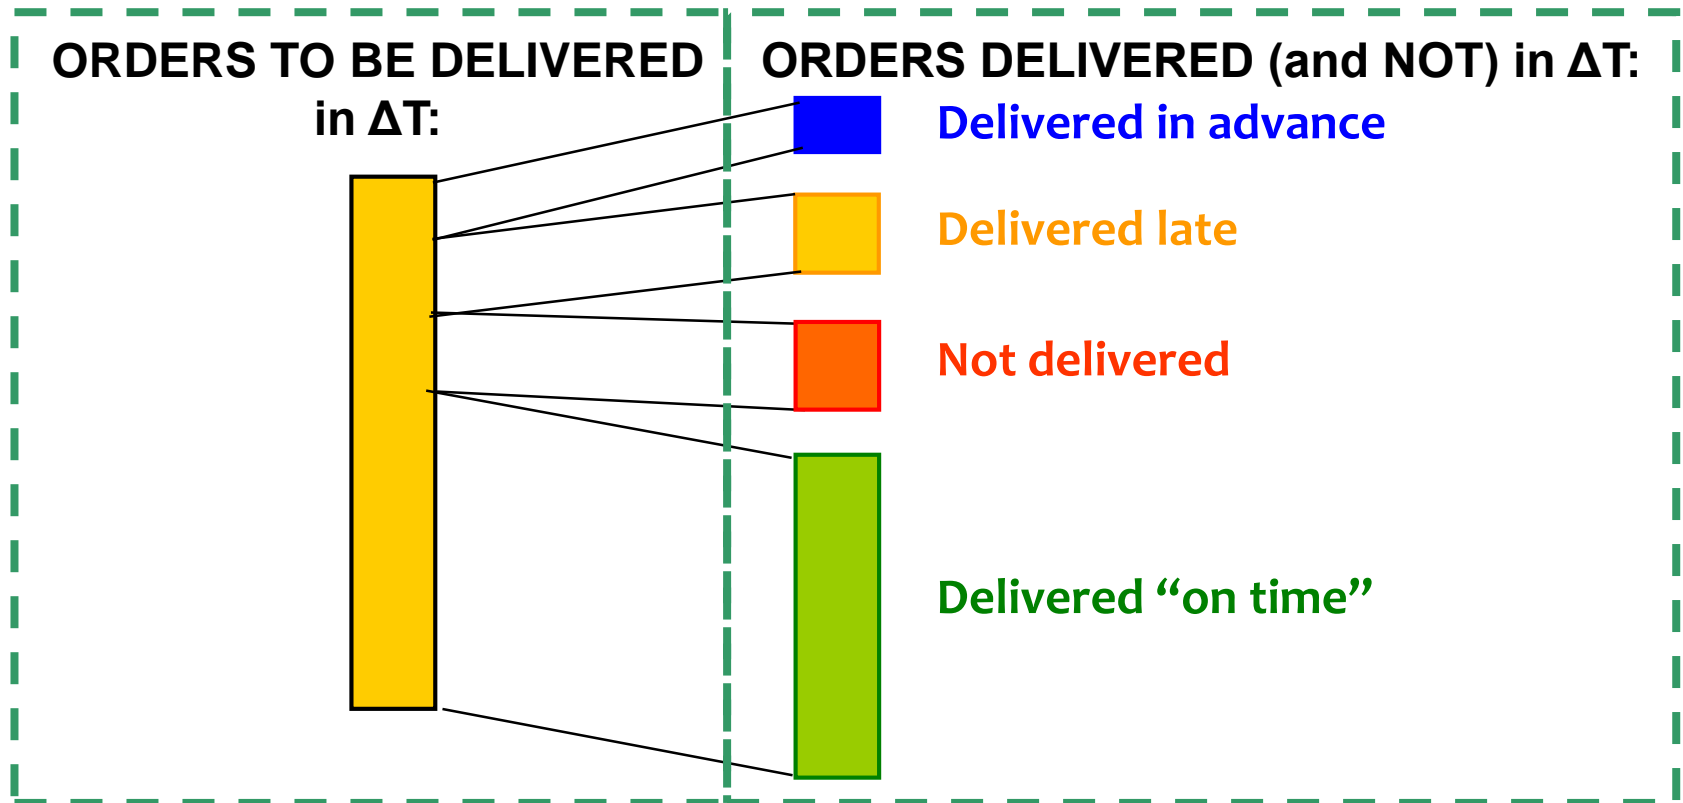 ORDERS TO BE DELIVERED
in ΔT:
ORDERS DELIVERED (and NOT) in ΔT:
Delivered in advance
Delivered late
Not delivered
Delivered “on time”